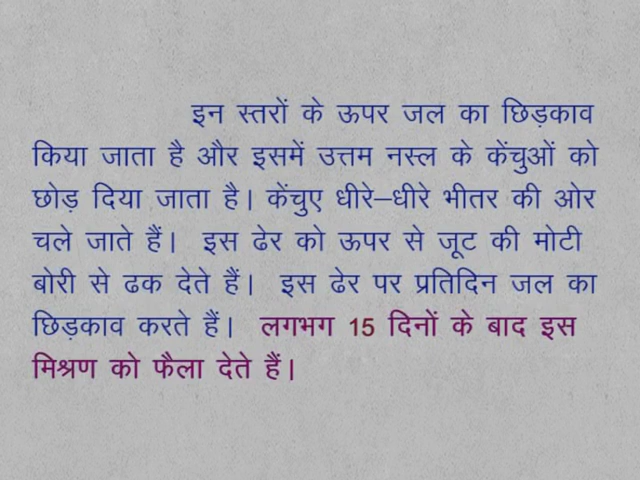 इन स्तरों के ऊपर जल का छिड़काव
किया जाता है और इसमें उत्तम नस्ल के केंचुओं को
छोड़ दिया जाता है। केंचुए धीरे–धीरे भीतर की ओर
चले जाते हैं। इस ढेर को ऊपर से जूट की मोटी
बोरी से ढक देते हैं। इस ढेर पर प्रतिदिन जल का
छिड़काव करते हैं। लगभग 15 दिनों के बाद इस
मिश्रण को फैला देते हैं।